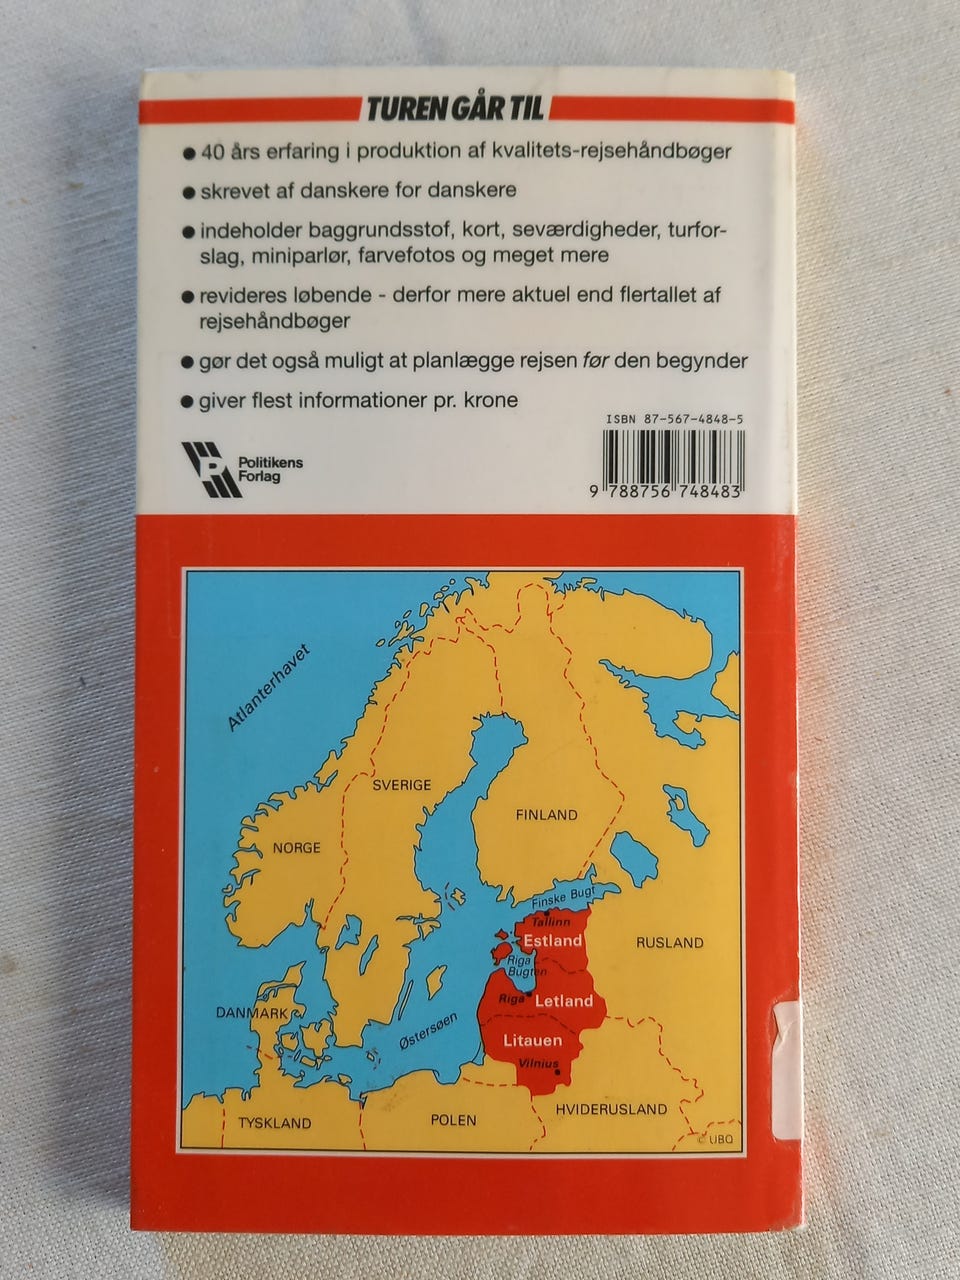 TUREN GÅR TIL
● 40 års erfaring i produktion af kvalitets-rejsehåndbøger
● skrevet af danskere for danskere
● indeholder baggrundsstof, kort, seværdigheder, turfor-
slag, miniparlør, farvefotos og meget mere
● revideres løbende - derfor mere aktuel end flertallet af
rejsehåndbøger
● gør det også muligt at planlægge rejsen før den begynder
● giver flest informationer pr. krone
ISBN 87-567-4848-5
P Politikens
Forlag
9 788756 748483
Atlanterhavet
SVERIGE
FINLAND
NORGE
Finske Bugt
Tallinn
Estland
RUSLAND
Riga
Bugten
Riga
Letland
DANMARK
Østersøen
Litauen
Vilnius
HVIDERUSLAND
TYSKLAND
POLEN
© UBQ